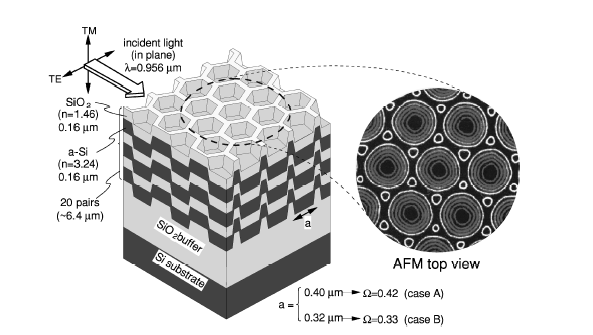 TM
TE
incident light
(in plane)
λ=0.956 μm
SiO2
(n=1.46)
0.16 μm
a-Si
(n=3.24)
0.16 μm
20 pairs
(~6.4 μm)
a
SiO2buffer
Si substrate
AFM top view
a =
0.40 μm→ Ω=0.42 (case A)
0.32 μm→ Ω=0.33 (case B)